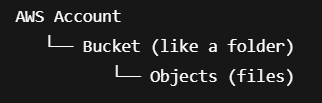 AWS Account
└── Bucket (like a folder)
└── Objects (files)